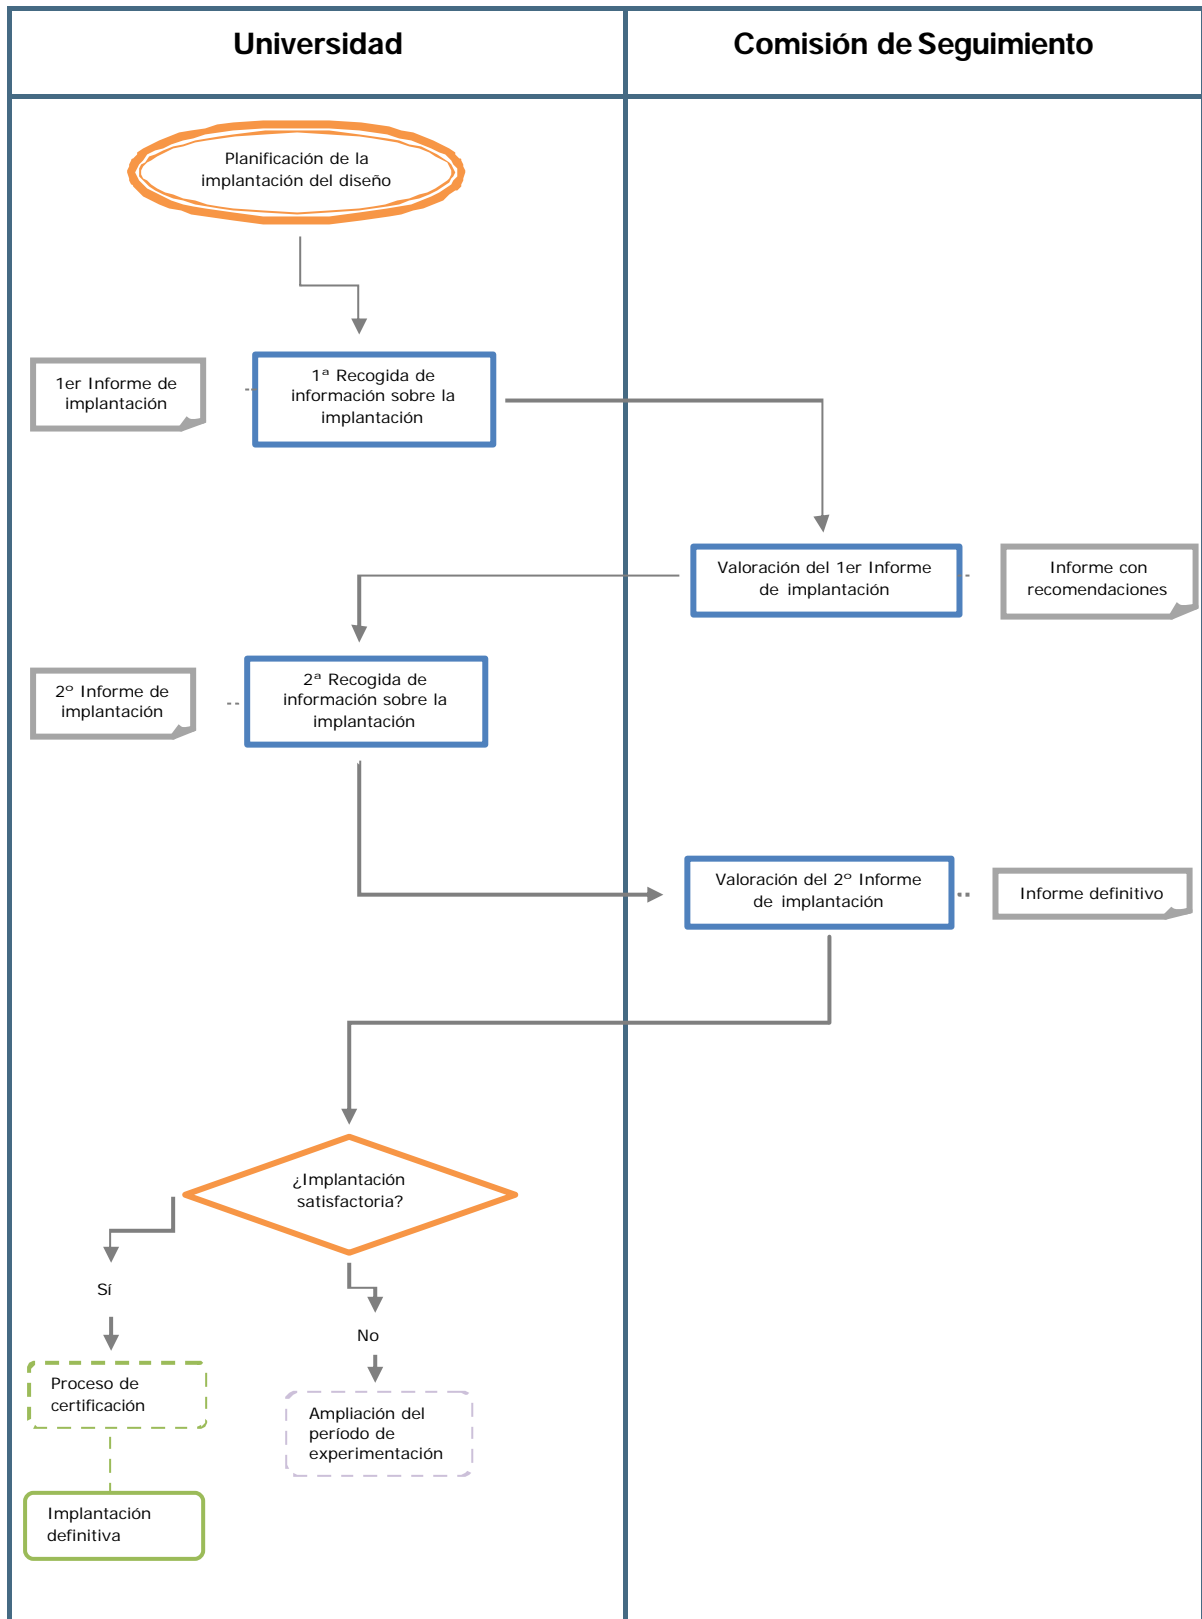 Universidad
Comisión de Seguimiento
Planificación de la
implantación del diseño
1er Informe de
implantación
1ª Recogida de
información sobre la
implantación
Valoración del 1er Informe
de implantación
Informe con
recomendaciones
2º Informe de
implantación
2ª Recogida de
información sobre la
implantación
Valoración del 2º Informe
de implantación
Informe definitivo
¿Implantación
satisfactoria?
Sí
No
Proceso de
certificación
Ampliación del
período de
experimentación
Implantación
definitiva